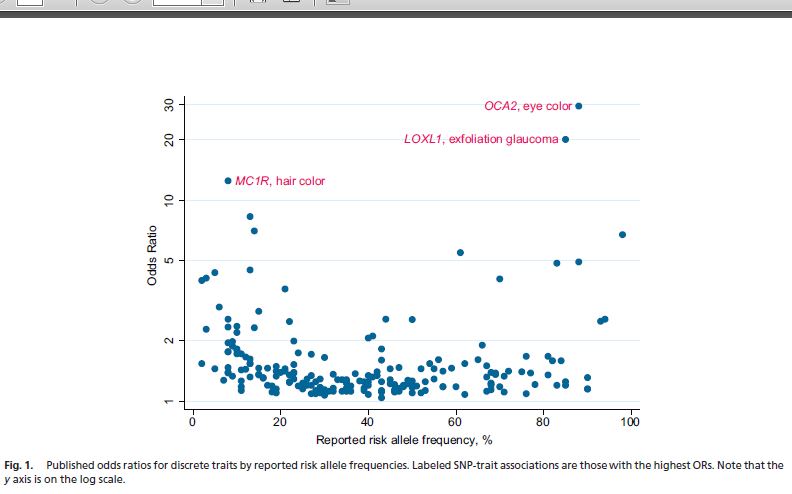 30
OCA2, eye color
20
LOXL1, exfoliation glaucoma
MC1R, hair color
10
Odds Ratio
5
2
1
0 20 40 60 80 100
Reported risk allele frequency, %
Fig. 1. Published odds ratios for discrete traits by reported risk allele frequencies. Labeled SNP-trait associations are those with the highest ORs. Note that the
y axis is on the log scale.